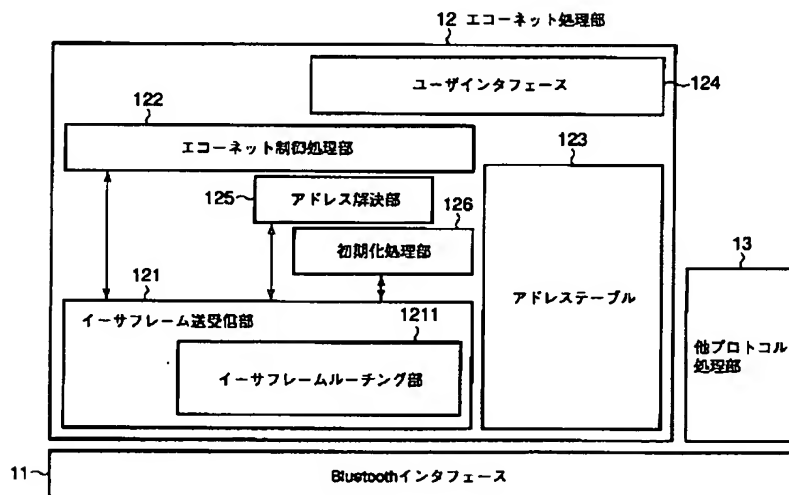 12 エコーネット処理部
ユーザインタフェース
124
122
エコーネット制御処理部
123
125
アドレス解決部
126
初期化処理部
13
121
アドレステーブル
イーサフレーム送受信部
1211
他プロトコル
処理部
イーサフレームルーチング部
11
Bluetoothインタフェース